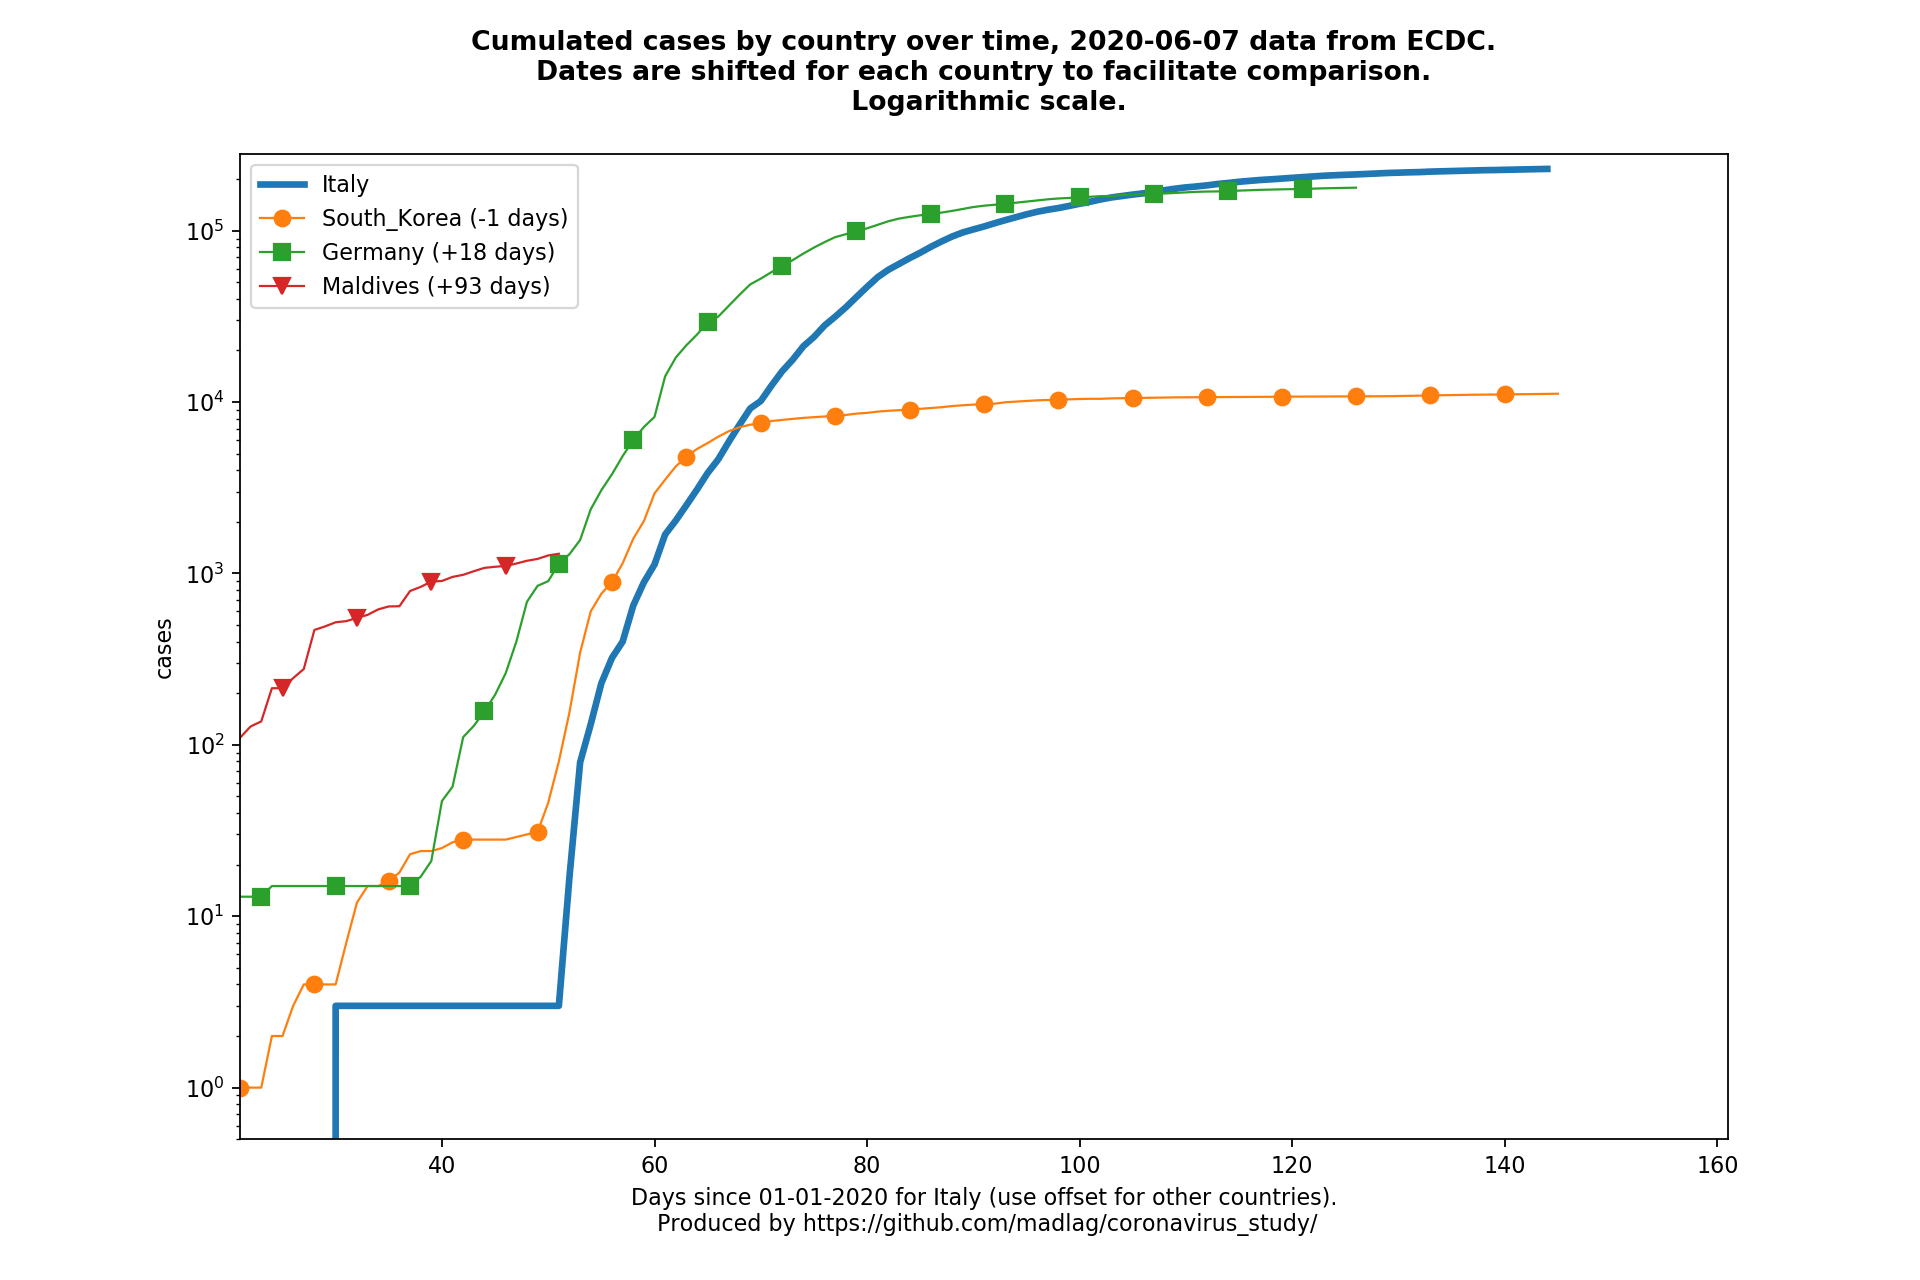 Cumulated cases by country over time, 2020-06-07 data from ECDC.
Dates are shifted for each country to facilitate comparison.
Logarithmic scale.
Italy
South_Korea (-1 days)
Germany (+18 days)
Maldives (+93 days)
10^5
10^4
10^3
10^2
10^1
10^0
cases
40 60 80 100 120 140 160
Days since 01-01-2020 for Italy (use offset for other countries).
Produced by https://github.com/madlag/coronavirus_study/